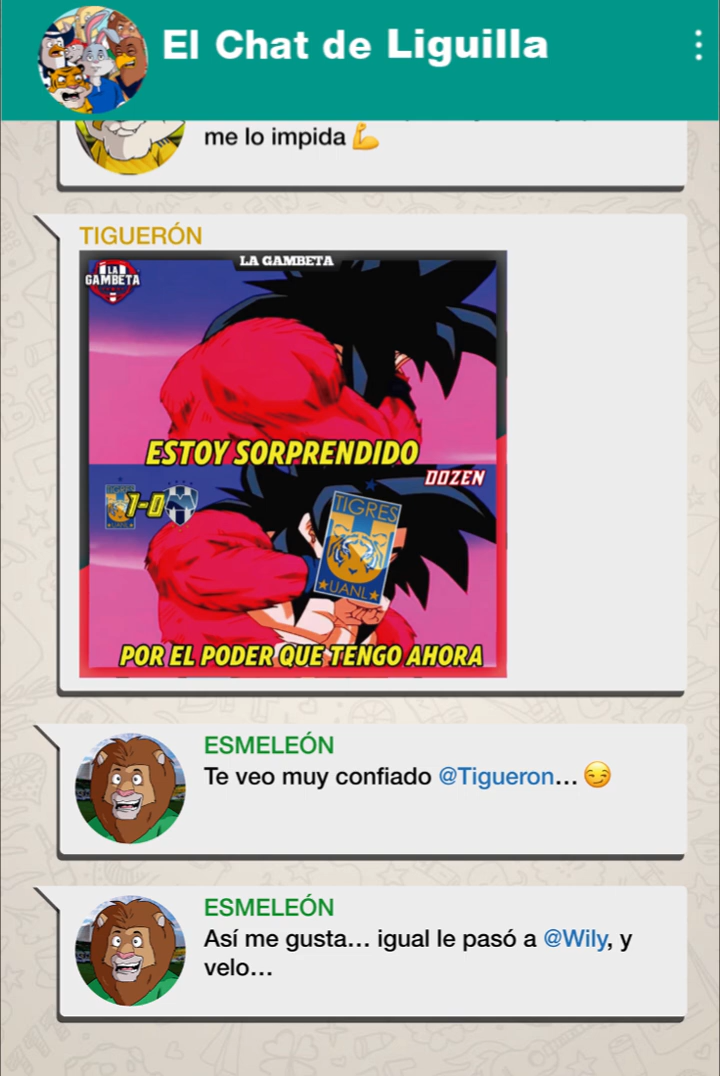 El Chat de Liguilla
me lo impida 💪
TIGUERÓN
LA GAMBETA
LA
GAMBETA
ESTOY SORPRENDIDO
DOZEN
TIGRES
UANL
1-0
TIGRES
UANL
POR EL PODER QUE TENGO AHORA
ESMELEÓN
Te veo muy confiado @Tigueron... 😏
ESMELEÓN
Así me gusta... igual le pasó a @Wily, y
velo...